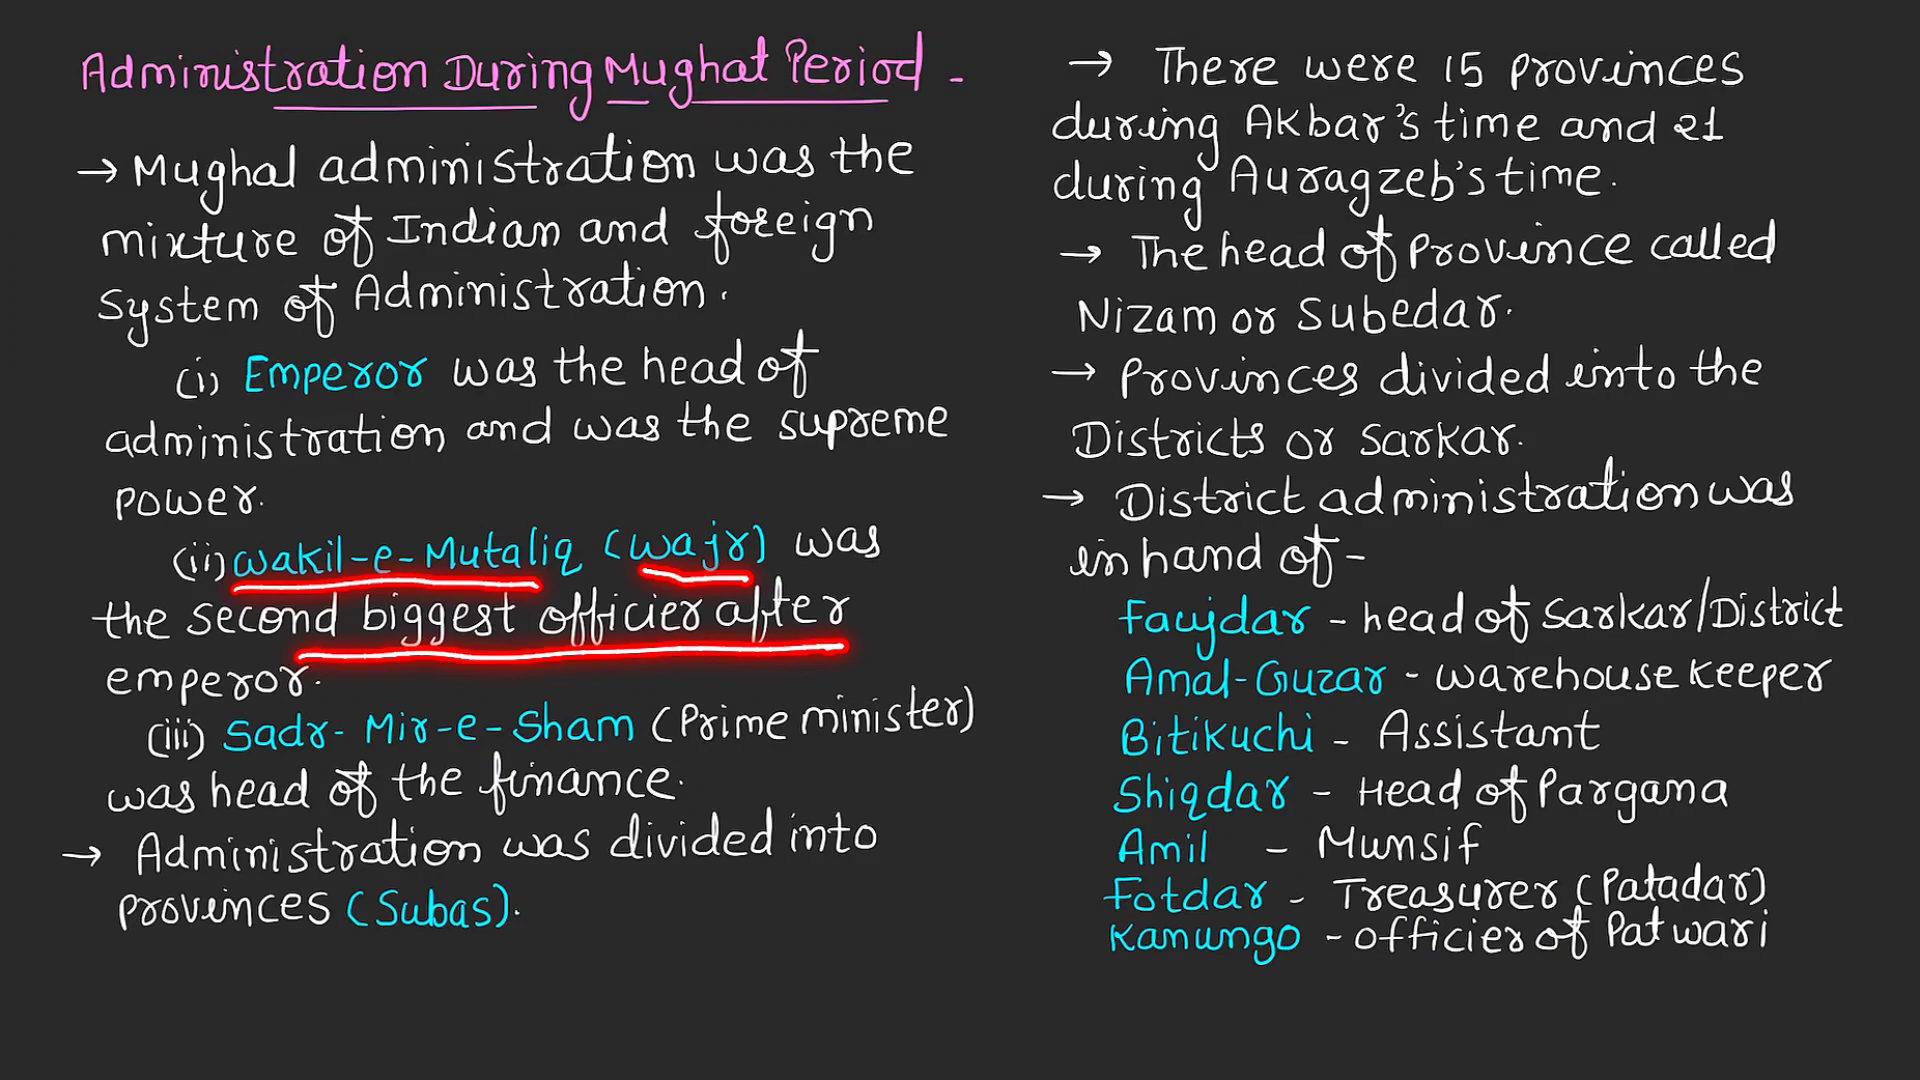 Administration During Mughat Period -
→ Mughal administration was the
mixture of Indian and foreign
System of Administration.
(i) Emperor was the head of
administration and was the supreme
power.
(ii) Wakil-e-Mutaliq (wajr) was
the second biggest officier after
emperor.
(iii) Sadr- Mir-e-Sham (Prime minister)
was head of the finance.
→ Administration was divided into
provinces (Subas).
→ There were 15 provinces
during Akbar's time and 21
during Auragzeb's time.
→ The head of Province called
Nizam or Subedar.
→ Provinces divided into the
Districts or Sarkar.
→ District administration was
in hand of -
Faujdar - head of Sarkar/District
Amal-Guzar - warehouse keeper
Bitikuchi - Assistant
Shiqdar - Head of Pargana
Amil - Munsif
Fotdar - Treasurer (Patadar)
Kanungo - officier of Patwari